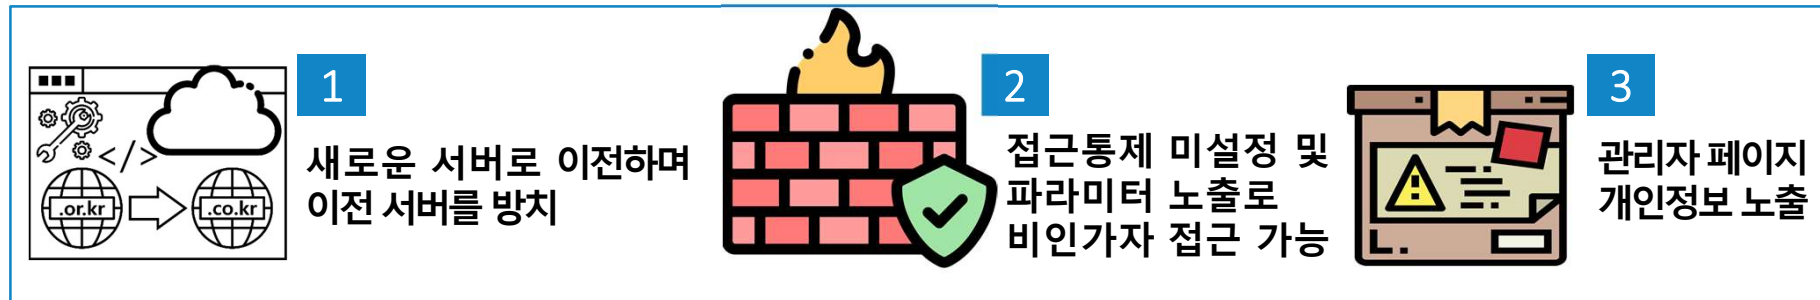 </>
.or.kr
.co.kr
1
새로운 서버로 이전하며
이전 서버를 방치
2
접근통제 미설정 및
파라미터 노출로
비인가자 접근 가능
3
관리자 페이지
개인정보 노출